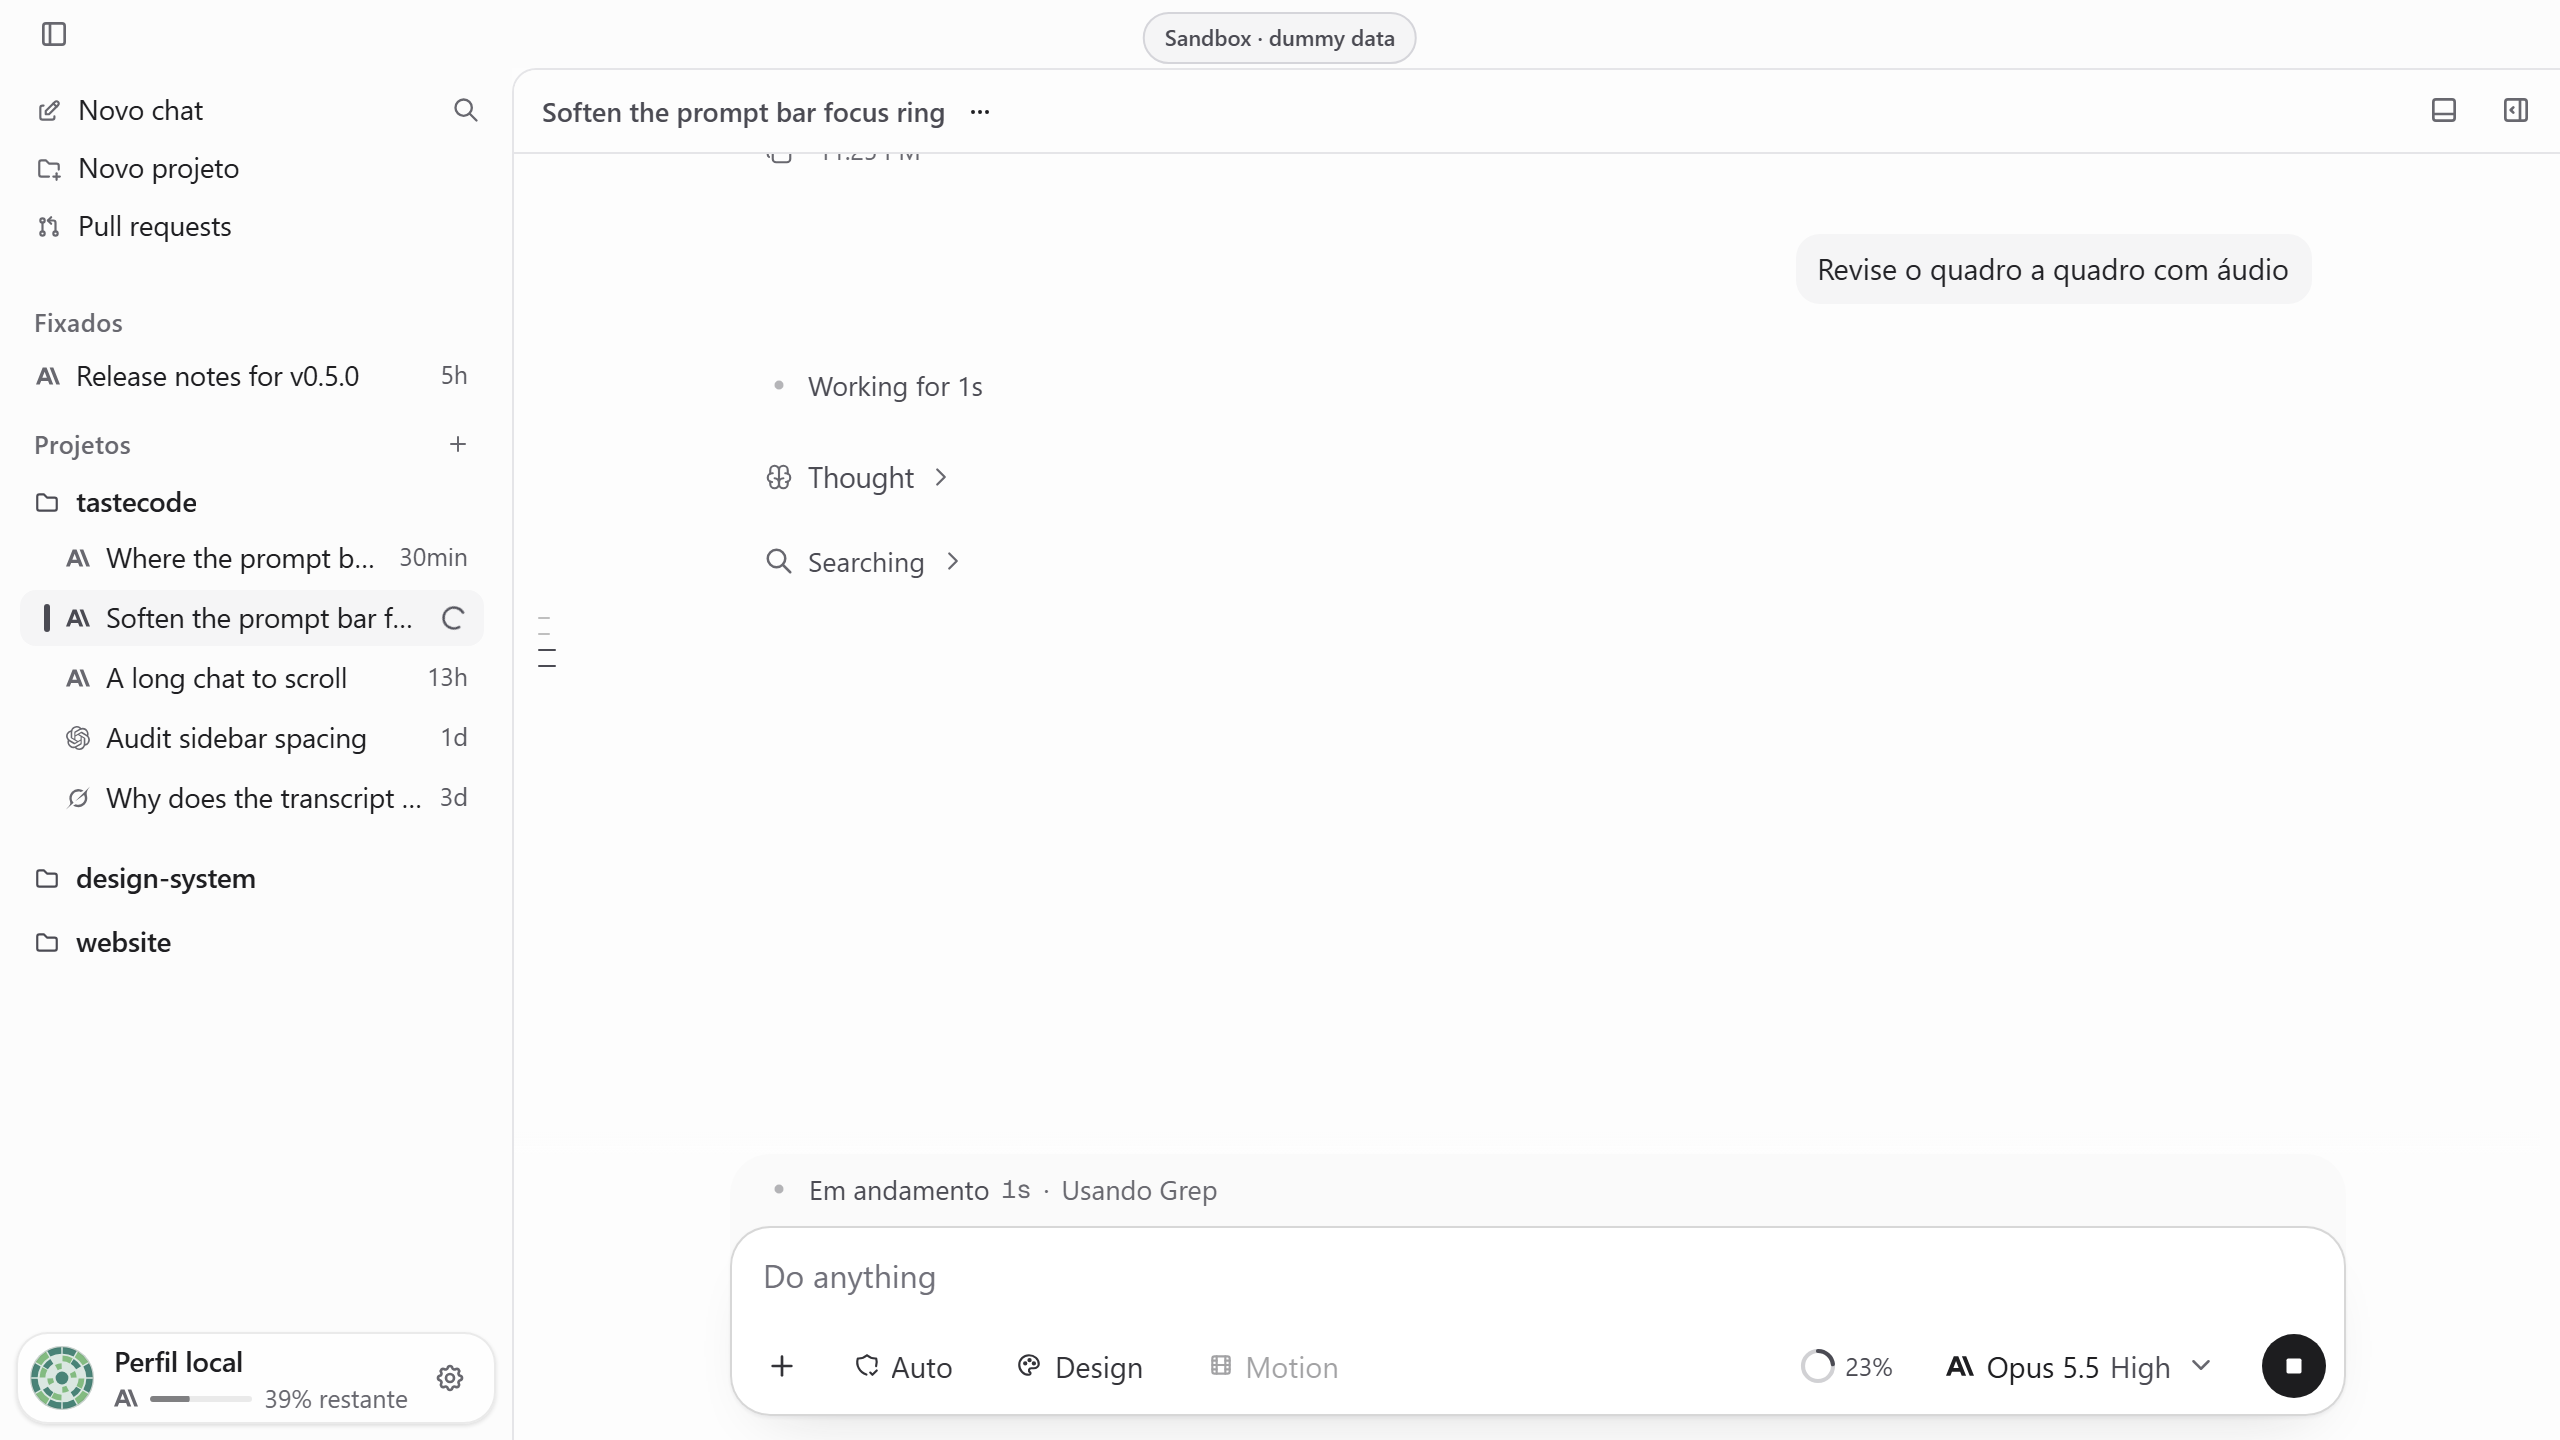 Sandbox · dummy data
Novo chat
Novo projeto
Pull requests
Fixados
Release notes for v0.5.0 5h
Projetos
tastecode
Where the prompt b... 30min
Soften the prompt bar f...
A long chat to scroll 13h
Audit sidebar spacing 1d
Why does the transcript ... 3d
design-system
website
Perfil local
39% restante
Soften the prompt bar focus ring
Revise o quadro a quadro com áudio
Working for 1s
Thought
Searching
Em andamento 1s · Usando Grep
Do anything
Auto Design Motion 23% Opus 5.5 High